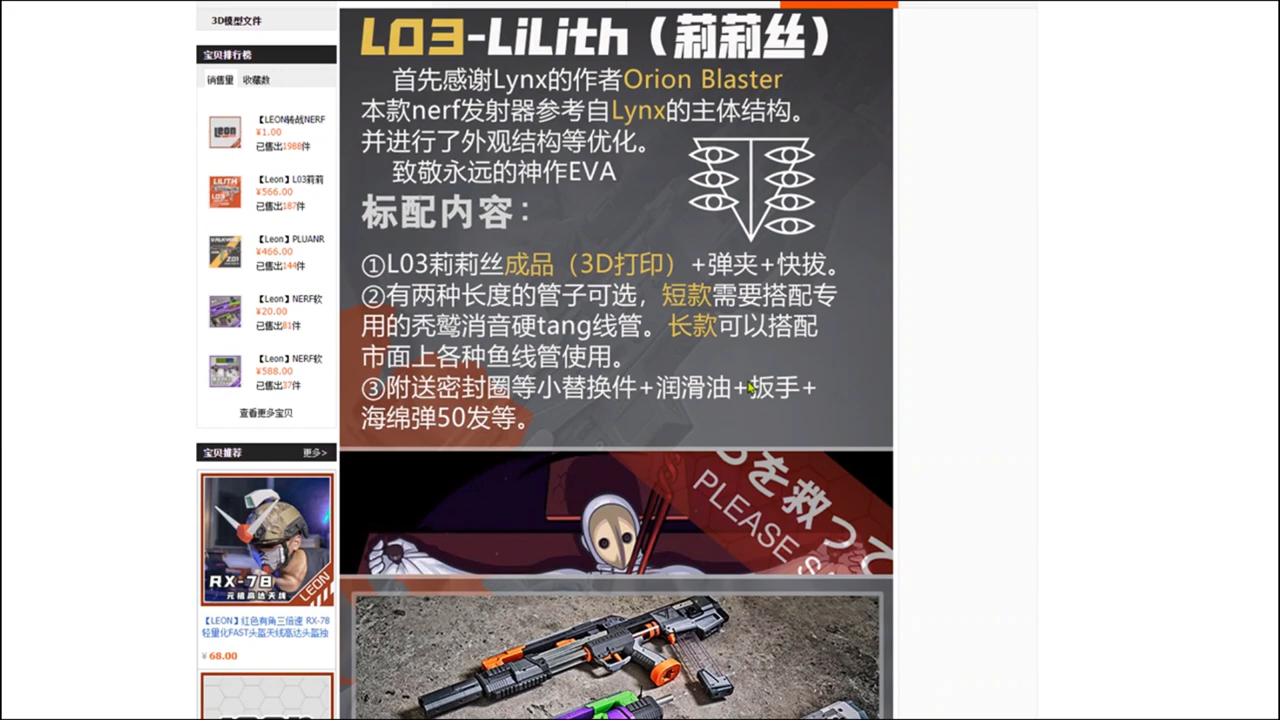 3D模型文件
宝贝排行榜
销售量 收藏数
【LEON转战NERF
¥1.00
已售出1988件
【Leon】L03莉莉
¥566.00
已售出187件
【Leon】PLUANR
¥466.00
已售出144件
【Leon】NERF软
¥20.00
已售出81件
【Leon】NERF软
¥588.00
已售出37件
查看更多宝贝
宝贝推荐 更多>
RX-78
元祖高达天线
LEON
【LEON】红色有角三倍速 RX-78
轻量化FAST头盔天线高达头盔独
¥ 68.00
L03-LiLith（莉莉丝）
首先感谢Lynx的作者Orion Blaster
本款nerf发射器参考自Lynx的主体结构。
并进行了外观结构等优化。
致敬永远的神作EVA
标配内容：
①L03莉莉丝成品（3D打印）+弹夹+快拔。
②有两种长度的管子可选，短款需要搭配专
用的秃鹫消音硬tang线管。长款可以搭配
市面上各种鱼线管使用。
③附送密封圈等小替换件+润滑油+扳手+
海绵弹50发等。
を救って
PLEASE